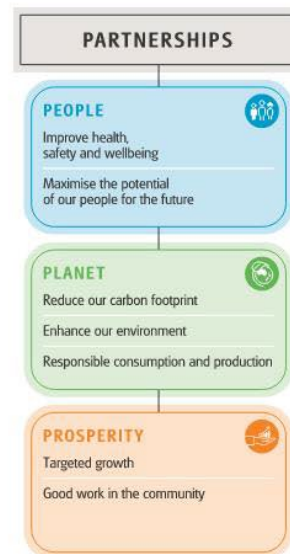 PARTNERSHIPS
PEOPLE
Improve health,
safety and wellbeing
Maximise the potential
of our people for the future
PLANET
Reduce our carbon footprint
Enhance our environment
Responsible consumption and production
PROSPERITY
Targeted growth
Good work in the community